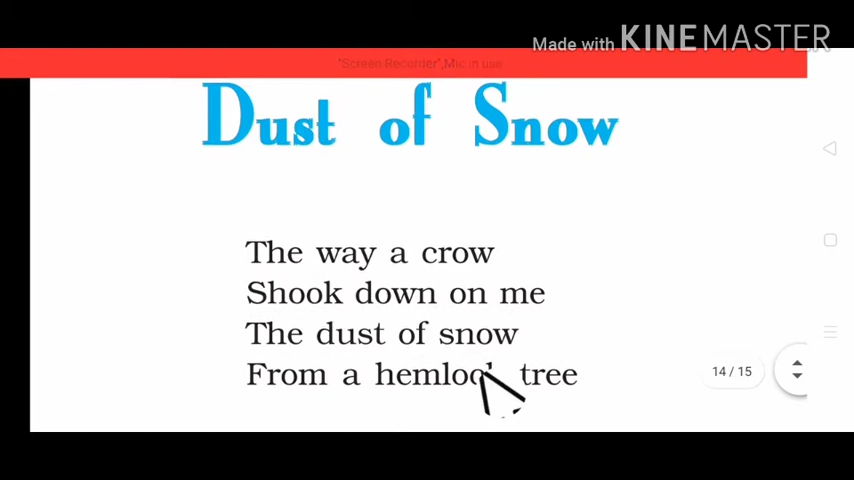 Made with KINEMASTER
"Screen Recorder",Mic in use
Dust of Snow
The way a crow
Shook down on me
The dust of snow
From a hemlock tree
14 / 15